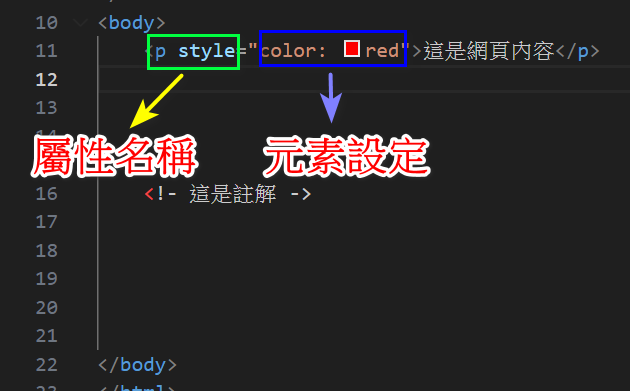 10 <body>
11 <p style="color: red">這是網頁內容</p>
12
13
屬性名稱 元素設定
16 <!- 這是註解 ->
17
18
19
20
21
22 </body>
</html>